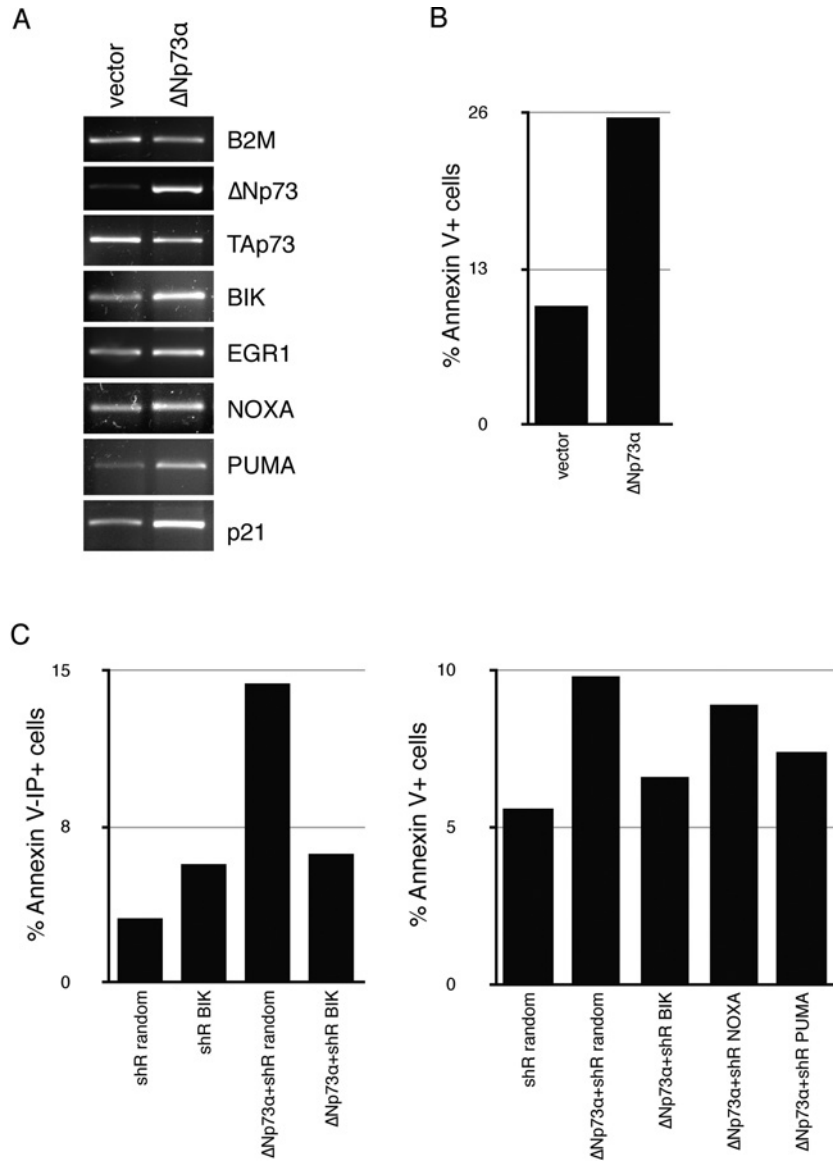 A
vector
ΔNp73α
B2M
ΔNp73
TAp73
BIK
EGR1
NOXA
PUMA
p21
B
% Annexin V+ cells
26
13
0
vector
ΔNp73α
C
% Annexin V-IP+ cells
15
8
0
shR random
shR BIK
ΔNp73α+shR random
ΔNp73α+shR BIK
% Annexin V+ cells
10
5
0
shR random
ΔNp73α+shR random
ΔNp73α+shR BIK
ΔNp73α+shR NOXA
ΔNp73α+shR PUMA